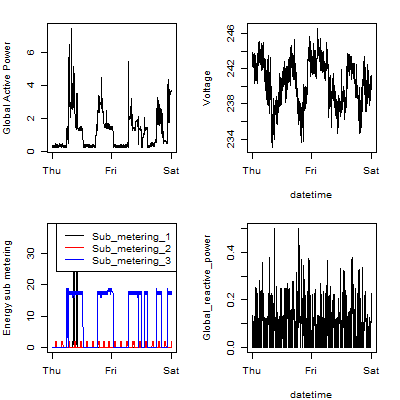 Global Active Power
0 2 4 6
Thu Fri Sat
Voltage
234 238 242 246
Thu Fri Sat
datetime
Energy sub metering
0 10 20 30
Sub_metering_1
Sub_metering_2
Sub_metering_3
Thu Fri Sat
Global_reactive_power
0.0 0.2 0.4
Thu Fri Sat
datetime